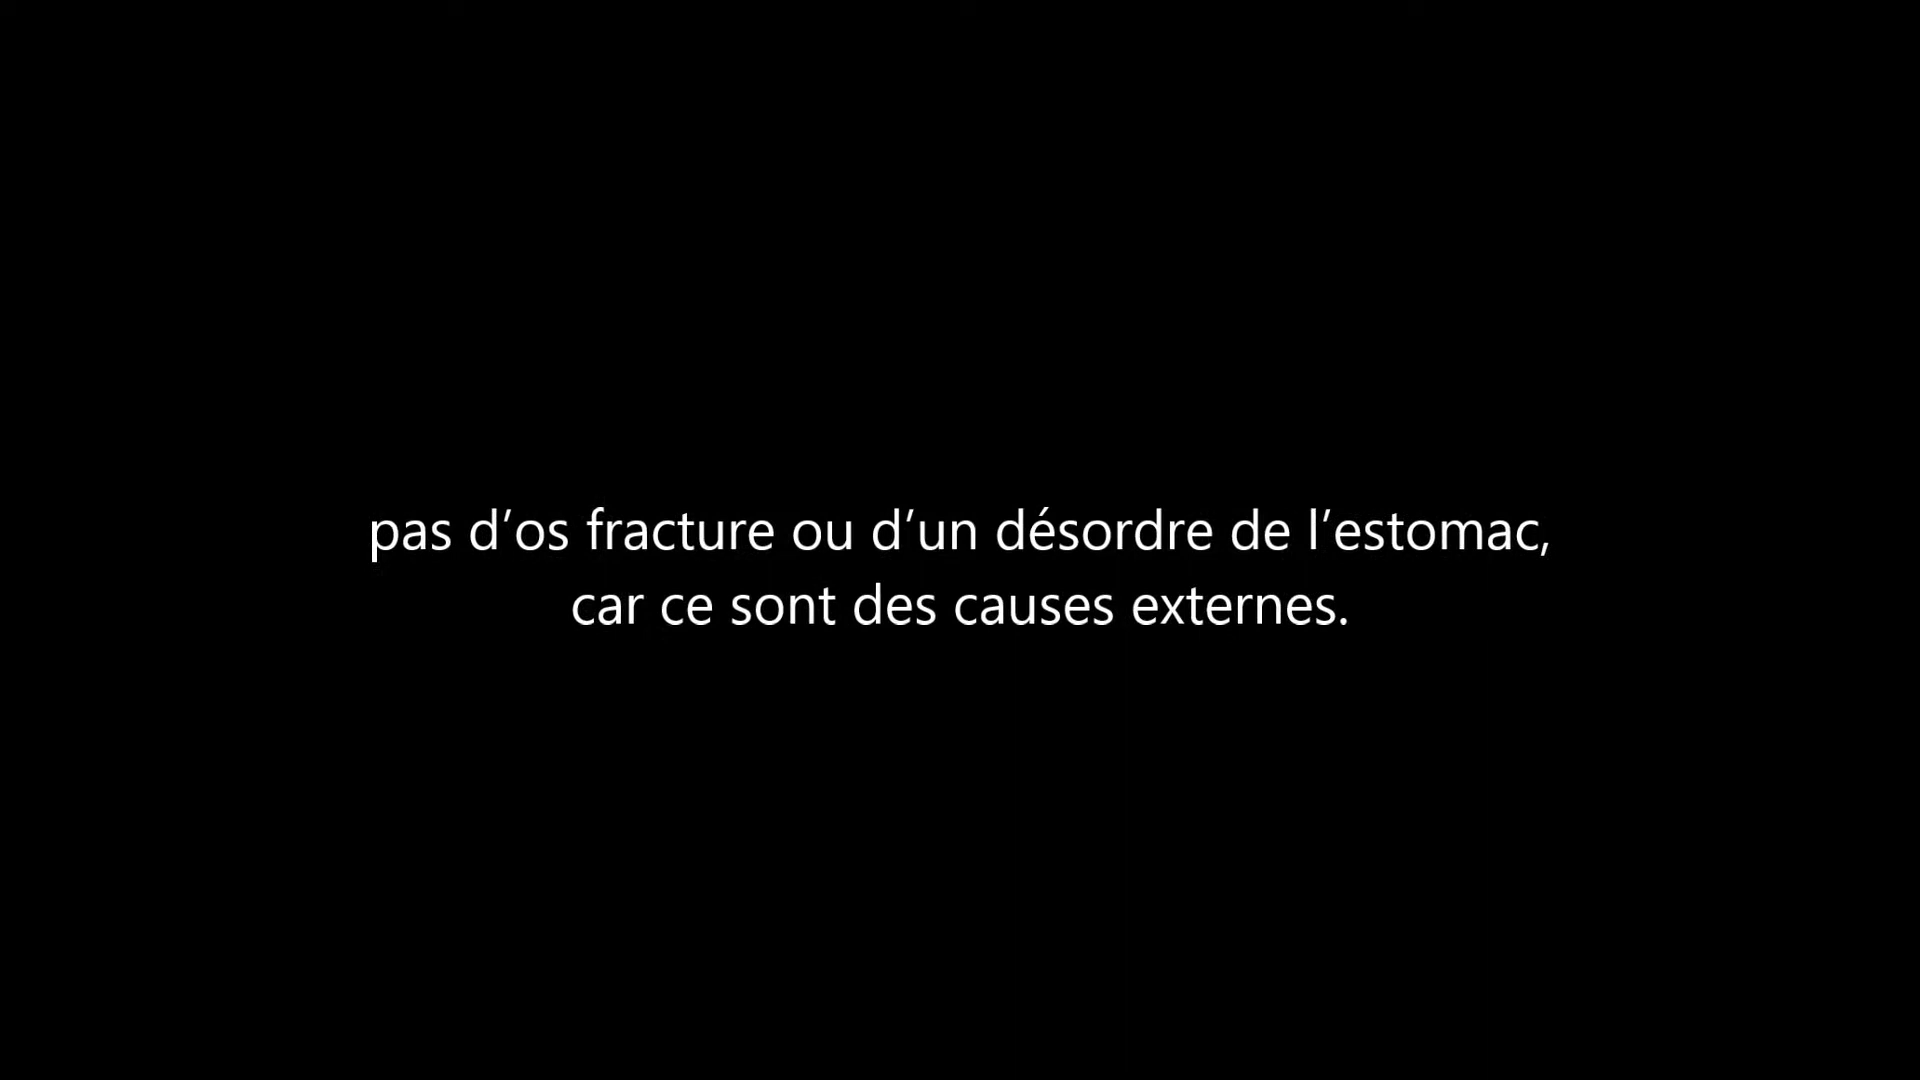 pas d’os fracture ou d’un désordre de l’estomac,
car ce sont des causes externes.